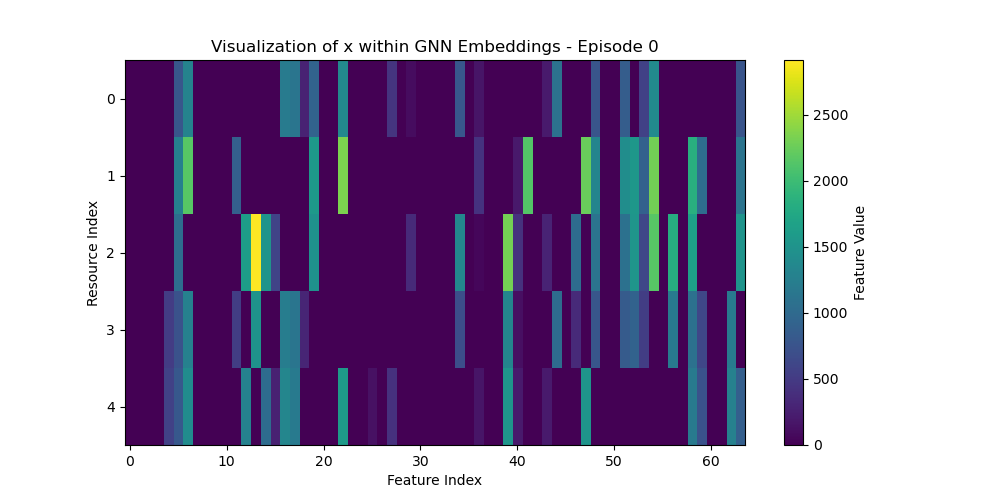 Visualization of x within GNN Embeddings - Episode 0
Resource Index
0
1
2
3
4
0 10 20 30 40 50 60
Feature Index
2500
2000
1500
1000
500
0
Feature Value